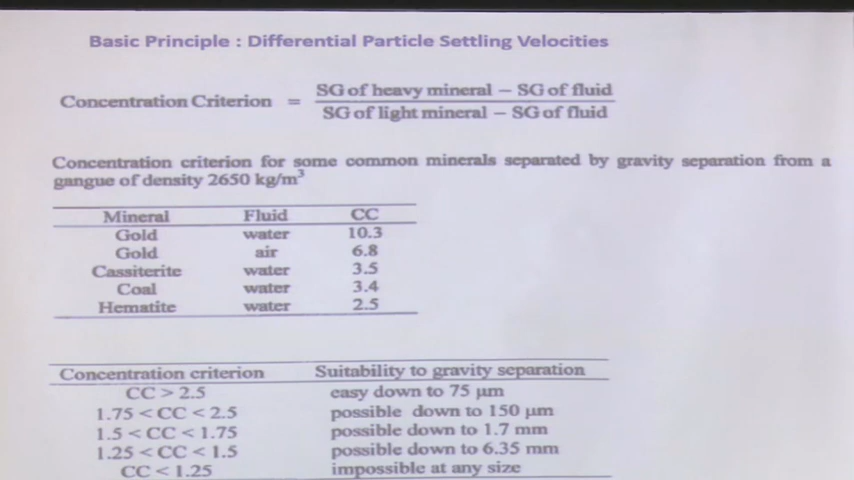 Basic Principle : Differential Particle Settling Velocities
Concentration Criterion = SG of heavy mineral − SG of fluid
SG of light mineral − SG of fluid
Concentration criterion for some common minerals separated by gravity separation from a
gangue of density 2650 kg/m³
Mineral Fluid CC
Gold water 10.3
Gold air 6.8
Cassiterite water 3.5
Coal water 3.4
Hematite water 2.5
Concentration criterion Suitability to gravity separation
CC > 2.5 easy down to 75 μm
1.75 < CC < 2.5 possible down to 150 μm
1.5 < CC < 1.75 possible down to 1.7 mm
1.25 < CC < 1.5 possible down to 6.35 mm
CC < 1.25 impossible at any size